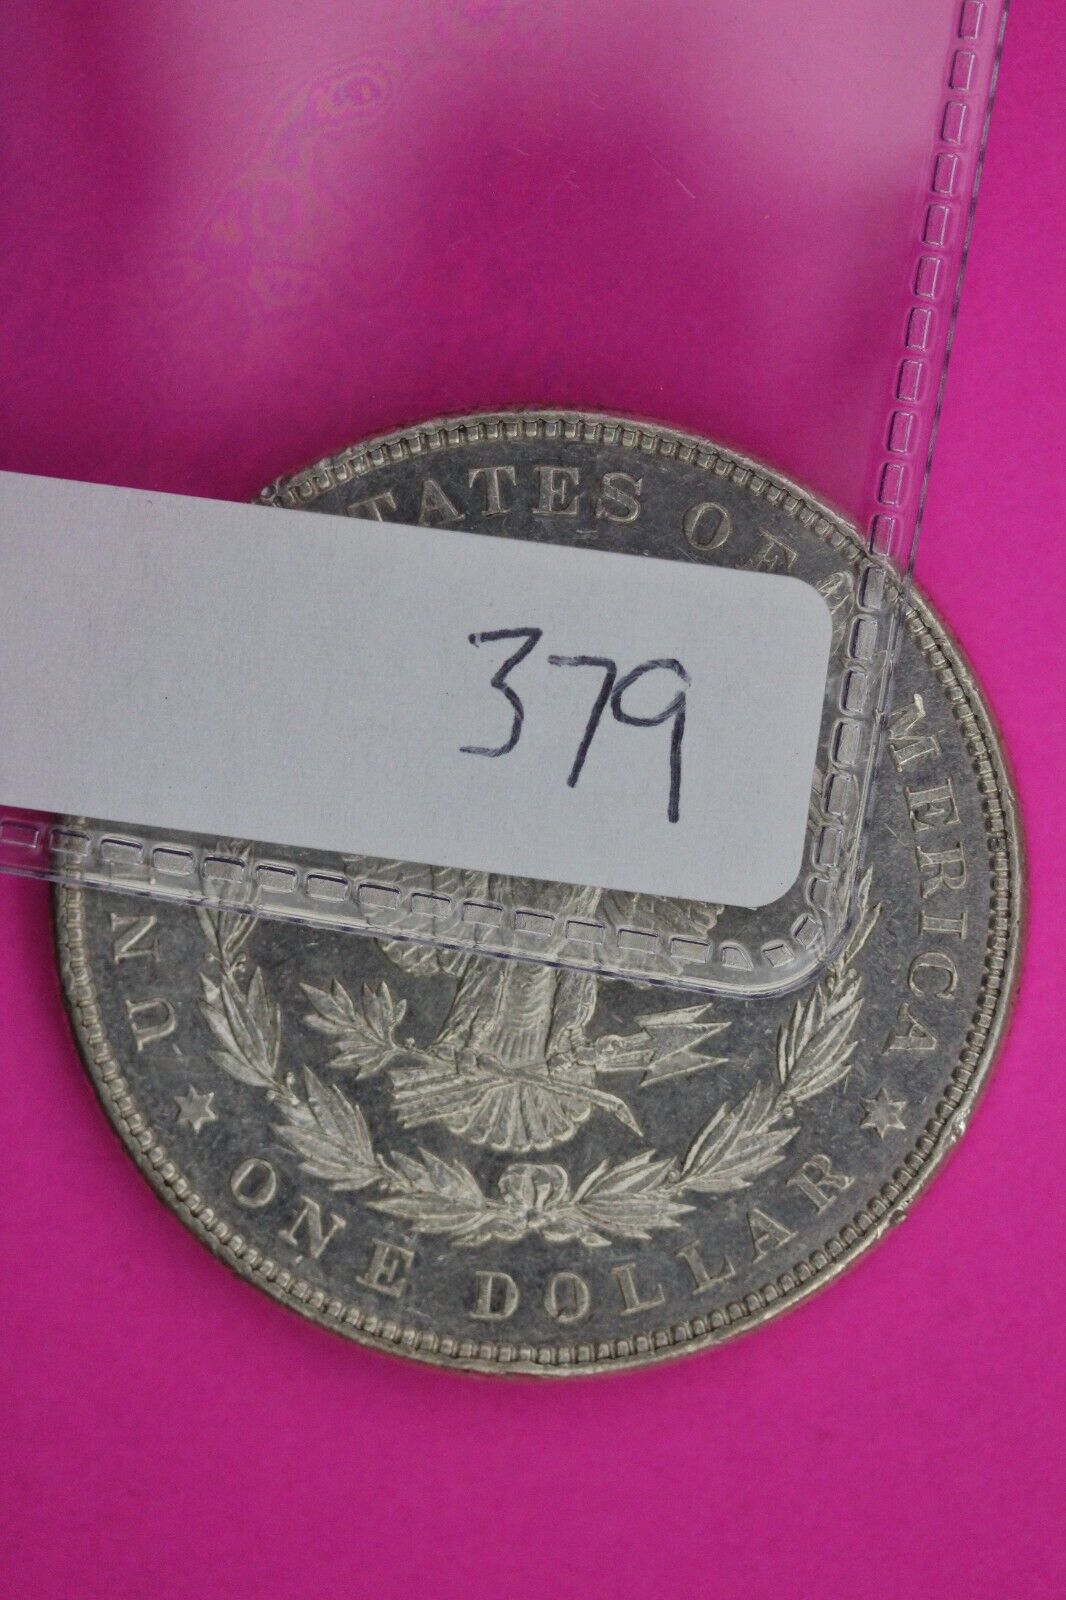 TATES OF
379
UN
MERICA
ONE DOLLAR